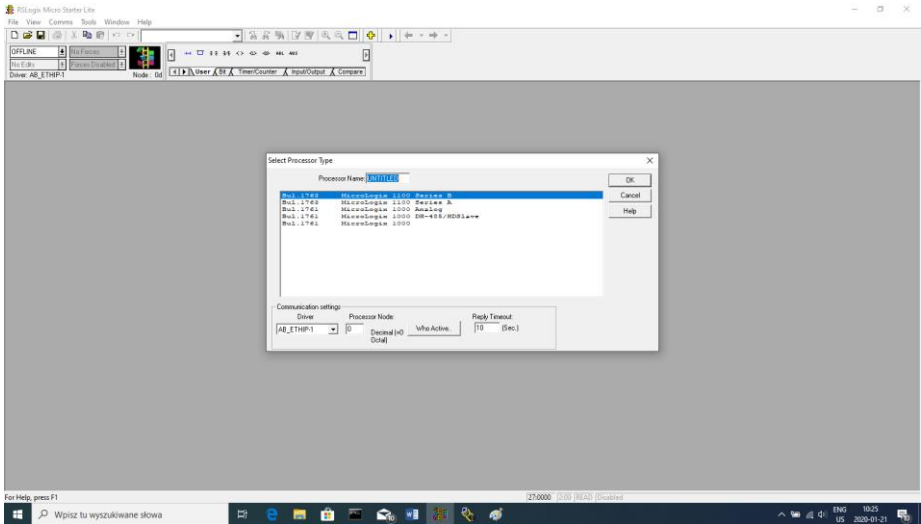 RSLogix Micro Starter Lite
File View Comms Tools Window Help
OFFLINE No Forces
No Edits Forces Disabled
Driver: AB_ETHIP-1 Node : 0d
User Bit Timer/Counter Input/Output Compare
Select Processor Type
Processor Name: UNTITLED
OK
Cancel
Help
Bul.1763 MicroLogix 1100 Series B
Bul.1763 MicroLogix 1100 Series A
Bul.1761 MicroLogix 1000 Analog
Bul.1761 MicroLogix 1000 DH-485/HDSlave
Bul.1761 MicroLogix 1000
Communication settings
Driver Processor Node: Reply Timeout:
AB_ETHIP-1 0 Decimal (=0 Octal) Who Active.. 10 (Sec.)
For Help, press F1
2:00 READ Disabled
Wpisz tu wyszukiwane słowa
ENG 10:25
US 2020-01-21